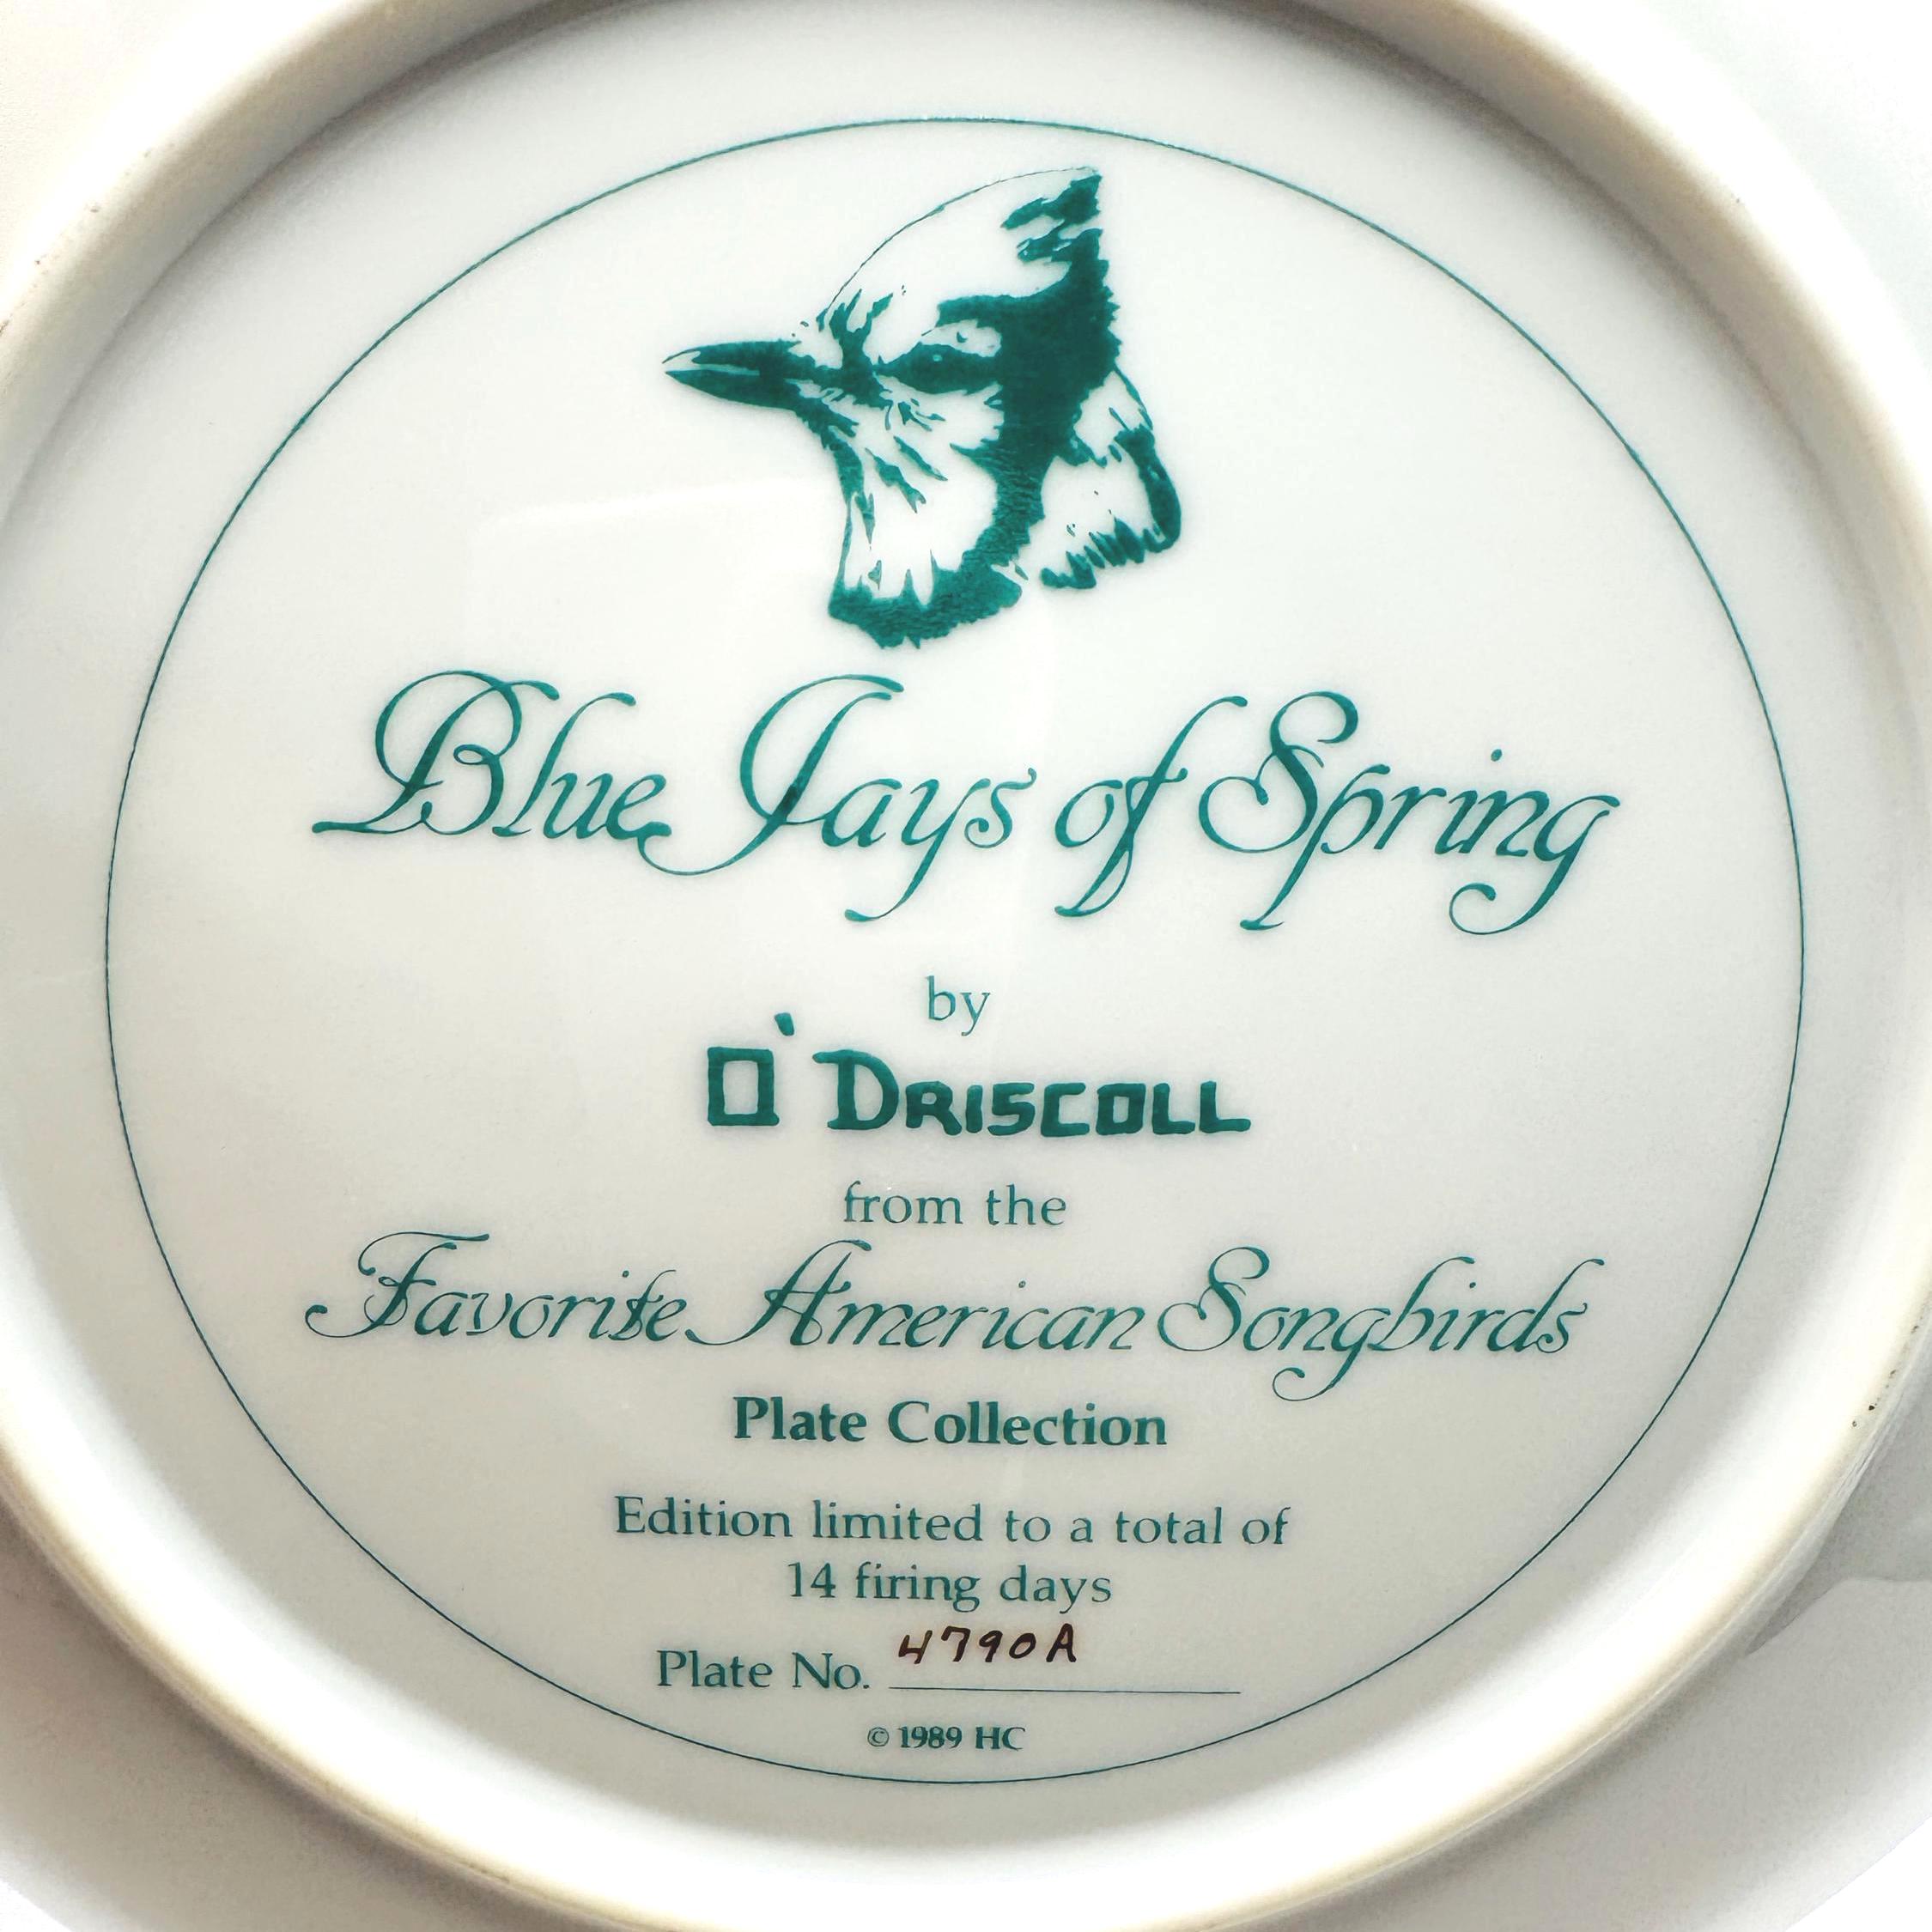 Blue Jays of Spring
by
O'DRISCOLL
from the
Favorite American Songbirds
Plate Collection
Edition limited to a total of
14 firing days
Plate No. 4790A
© 1989 HC